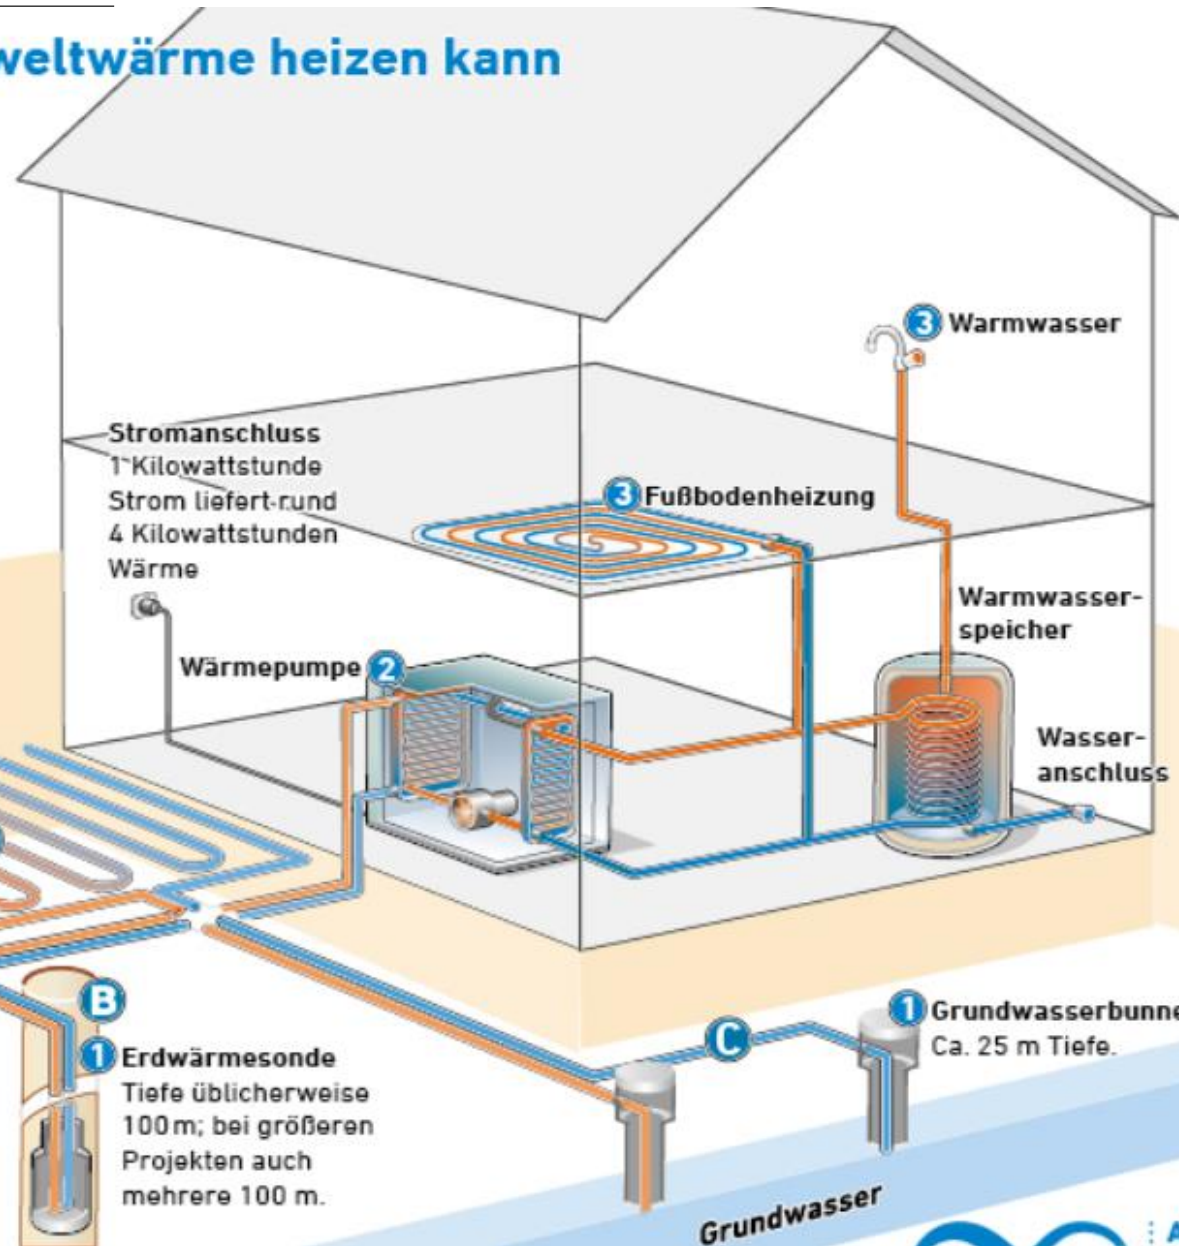 weltwärme heizen kann
3 Warmwasser
Stromanschluss
1 Kilowattstunde
Strom liefert rund
4 Kilowattstunden
Wärme
3 Fußbodenheizung
Warmwasser-
speicher
Wärmepumpe 2
Wasser-
anschluss
B
1 Erdwärmesonde
Tiefe üblicherweise
100 m; bei größeren
Projekten auch
mehrere 100 m.
C
1 Grundwasserbunne
Ca. 25 m Tiefe.
Grundwasser
A